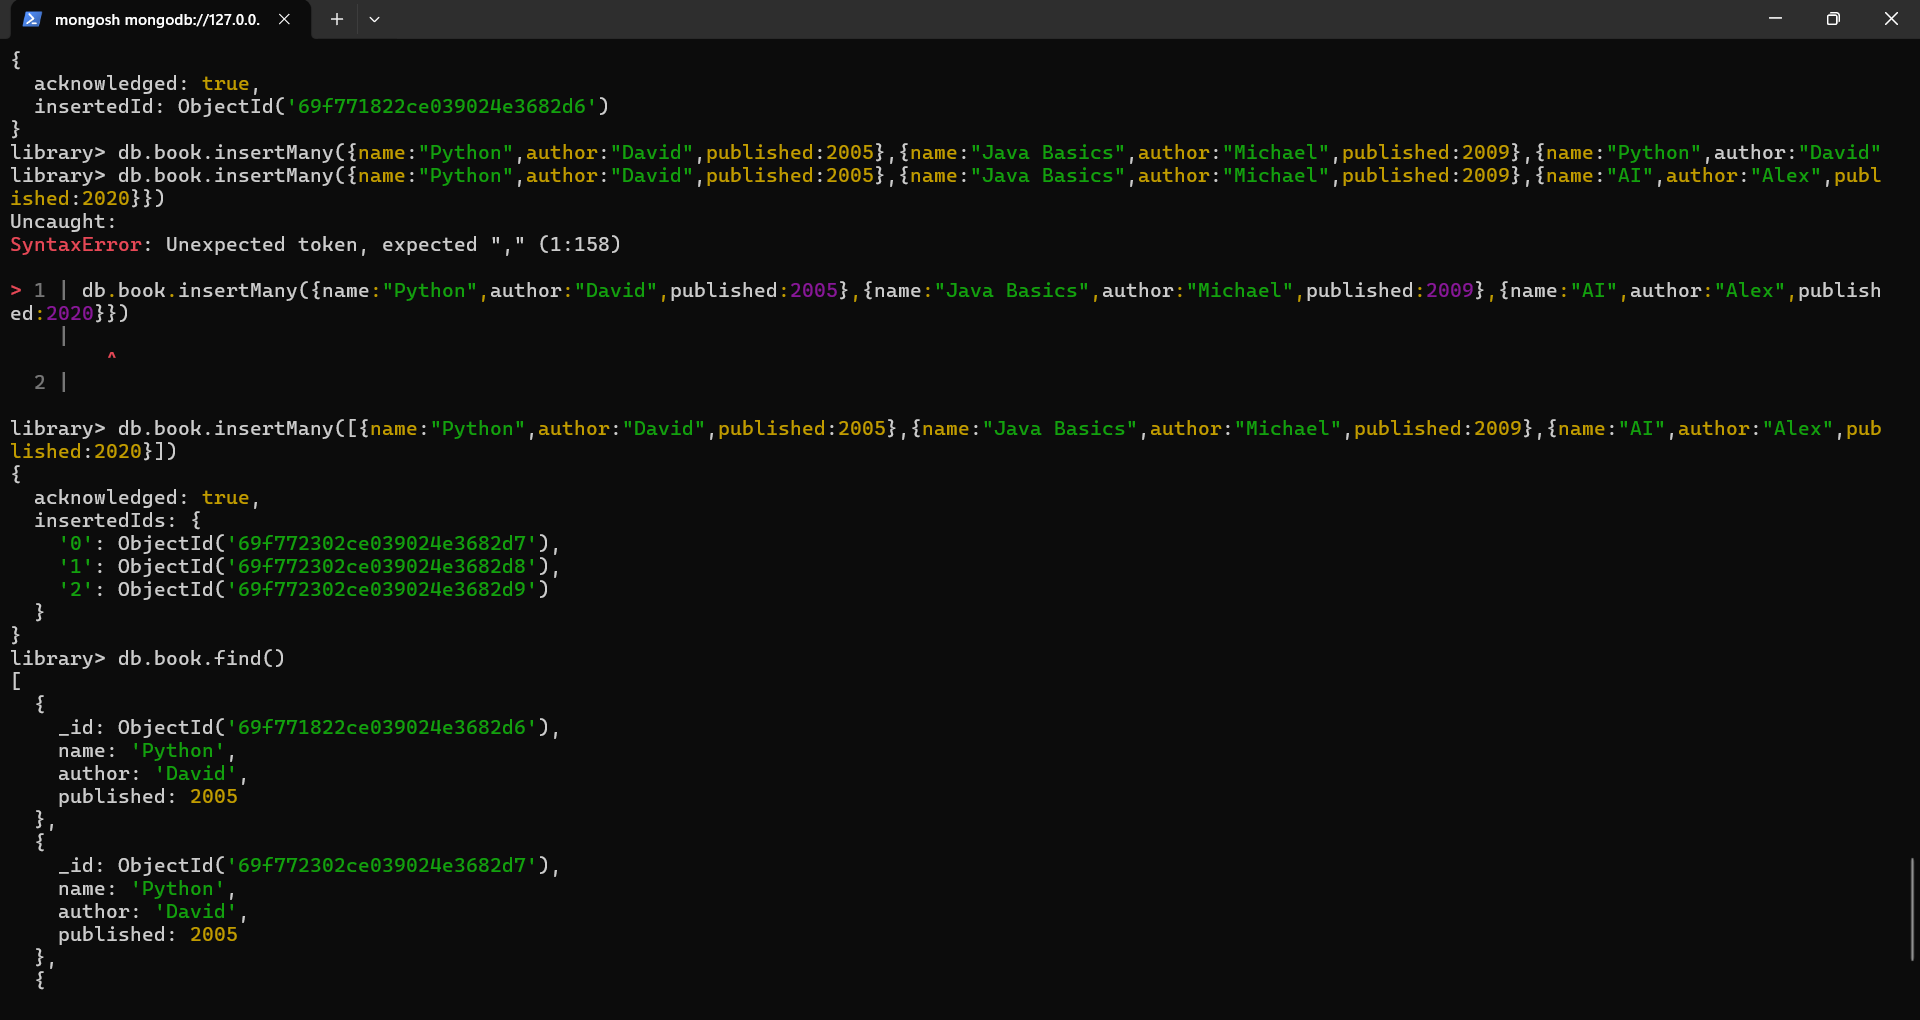 mongosh mongodb://127.0.0.
{
  acknowledged: true,
  insertedId: ObjectId('69f771822ce039024e3682d6')
}
library> db.book.insertMany({name:"Python",author:"David",published:2005},{name:"Java Basics",author:"Michael",published:2009},{name:"Python",author:"David"
library> db.book.insertMany({name:"Python",author:"David",published:2005},{name:"Java Basics",author:"Michael",published:2009},{name:"AI",author:"Alex",publ
ished:2020}})
Uncaught:
SyntaxError: Unexpected token, expected "," (1:158)
> 1 | db.book.insertMany({name:"Python",author:"David",published:2005},{name:"Java Basics",author:"Michael",published:2009},{name:"AI",author:"Alex",publish
ed:2020}})
    |
        ^
  2 |
library> db.book.insertMany([{name:"Python",author:"David",published:2005},{name:"Java Basics",author:"Michael",published:2009},{name:"AI",author:"Alex",pub
lished:2020}])
{
  acknowledged: true,
  insertedIds: {
    '0': ObjectId('69f772302ce039024e3682d7'),
    '1': ObjectId('69f772302ce039024e3682d8'),
    '2': ObjectId('69f772302ce039024e3682d9')
  }
}
library> db.book.find()
[
  {
    _id: ObjectId('69f771822ce039024e3682d6'),
    name: 'Python',
    author: 'David',
    published: 2005
  },
  {
    _id: ObjectId('69f772302ce039024e3682d7'),
    name: 'Python',
    author: 'David',
    published: 2005
  },
  {